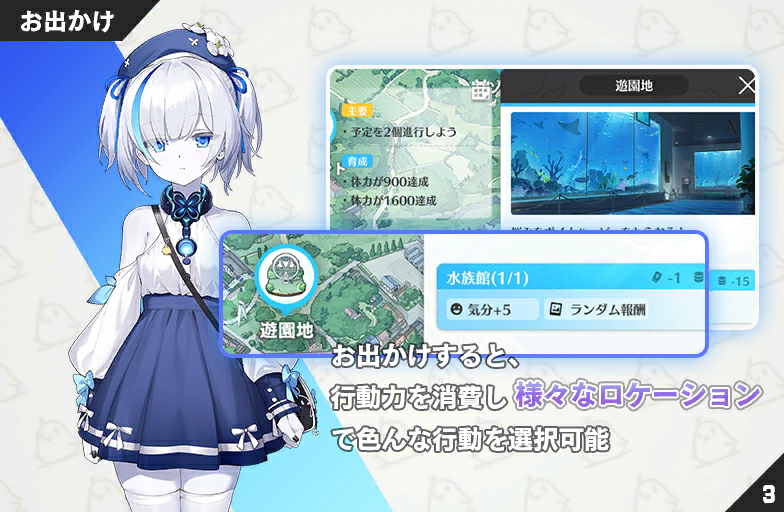 お出かけ
遊園地
主要
・予定を2個進行しよう
育成
・体力が900達成
・体力が1600達成
水族館(1/1)
-1
-15
気分+5
ランダム報酬
遊園地
お出かけすると、
行動力を消費し 様々なロケーション
で色んな行動を選択可能
3